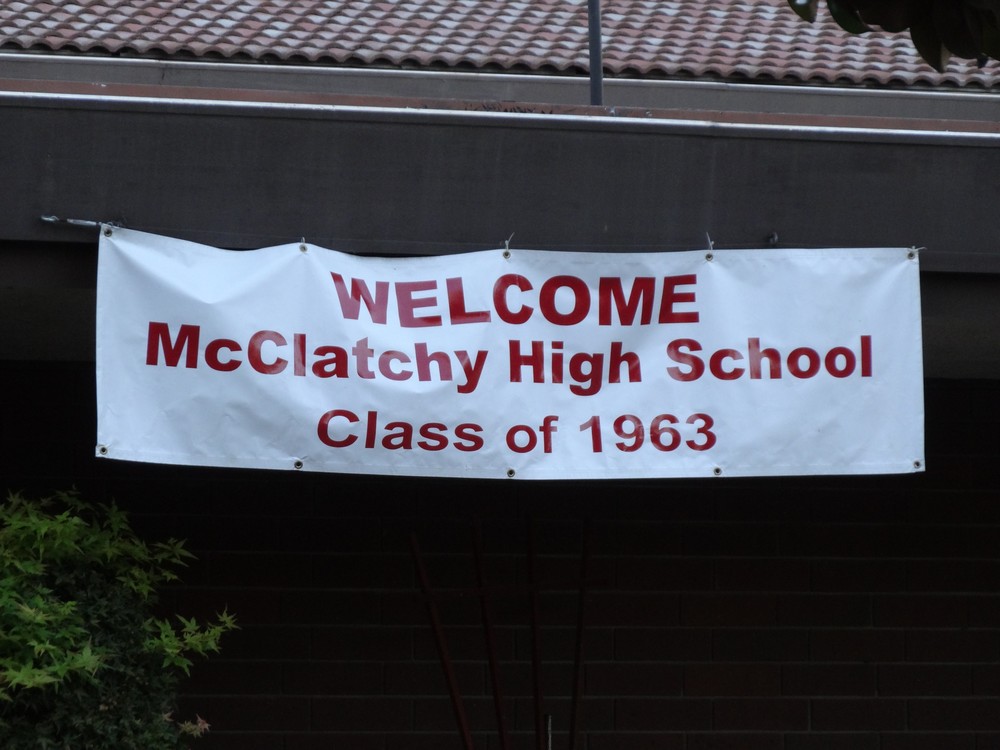 WELCOME
McClatchy High School
Class of 1963